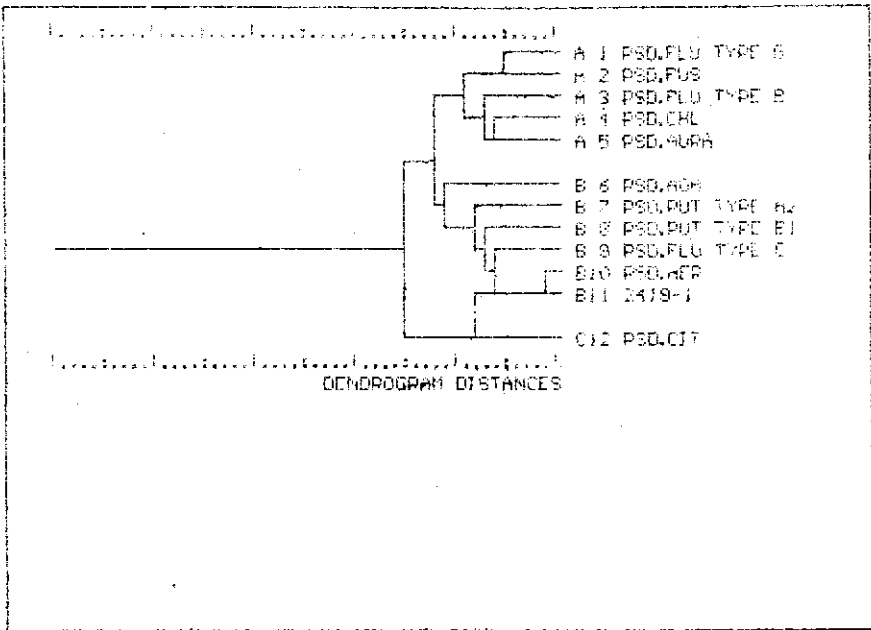 A 1 PSD.FLU TYPE G
A 2 PSD.FUS
A 3 PSD.FLU TYPE B
A 4 PSD.CHL
A 5 PSD.AURA
B 6 PSD.AGA
B 7 PSD.PUT TYPE A2
B 8 PSD.PUT TYPE B1
B 9 PSD.FLU TYPE C
B10 PSD.AER
B11 2419-1
C12 PSD.CIT
DENDROGRAM DISTANCES